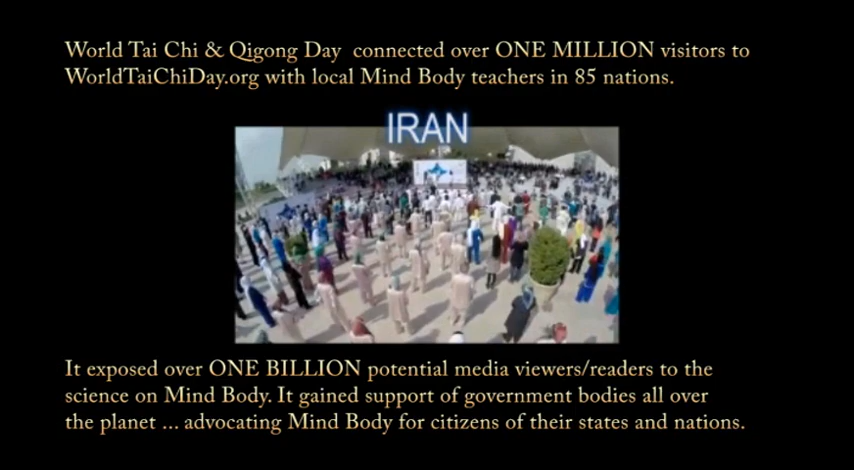 World Tai Chi & Qigong Day connected over ONE MILLION visitors to
WorldTaiChiDay.org with local Mind Body teachers in 85 nations.
IRAN
It exposed over ONE BILLION potential media viewers/readers to the
science on Mind Body. It gained support of government bodies all over
the planet ... advocating Mind Body for citizens of their states and nations.